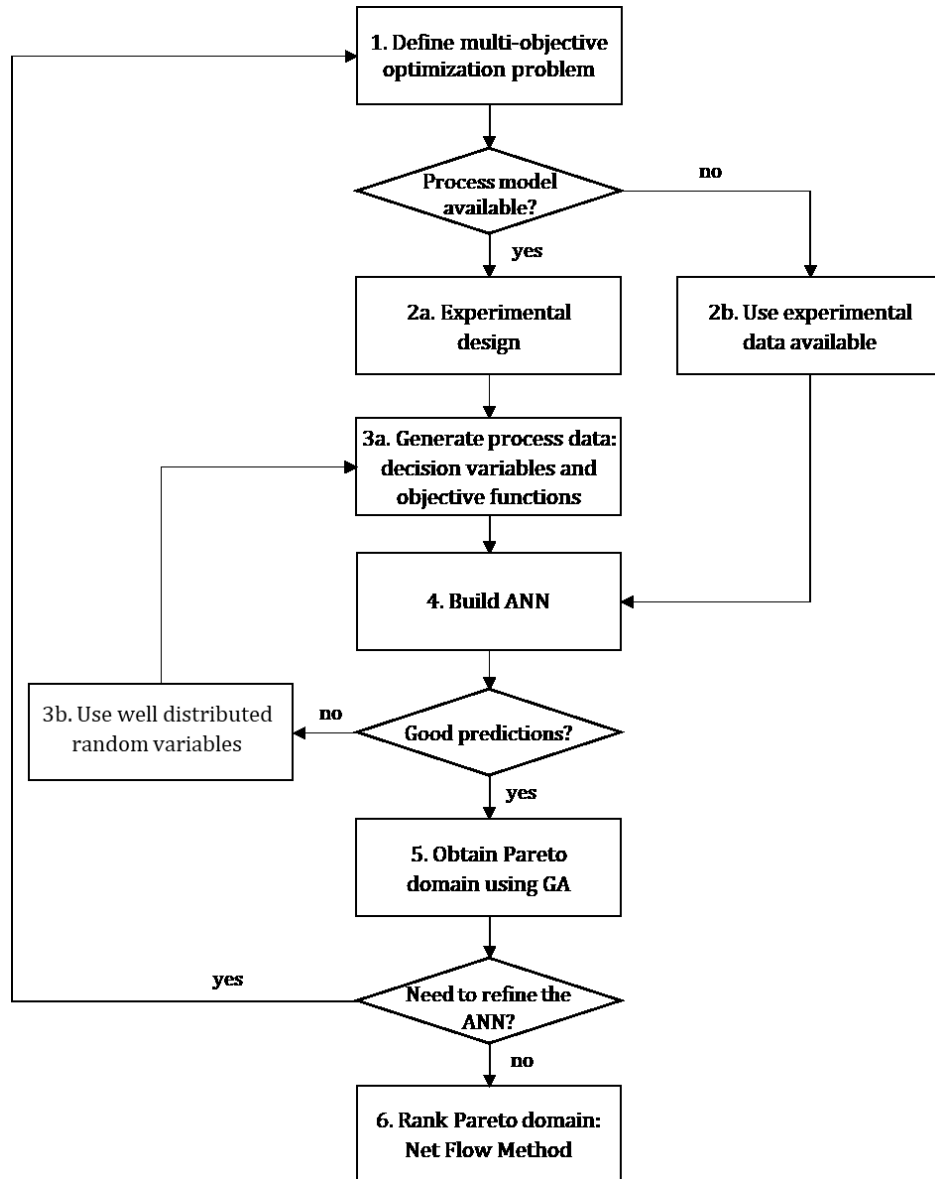 1. Define multi-objective
optimization problem
Process model
available?
no
yes
2a. Experimental
design
2b. Use experimental
data available
3a. Generate process data:
decision variables and
objective functions
4. Build ANN
3b. Use well distributed
random variables
no
Good predictions?
yes
5. Obtain Pareto
domain using GA
yes
Need to refine the
ANN?
no
6. Rank Pareto domain:
Net Flow Method